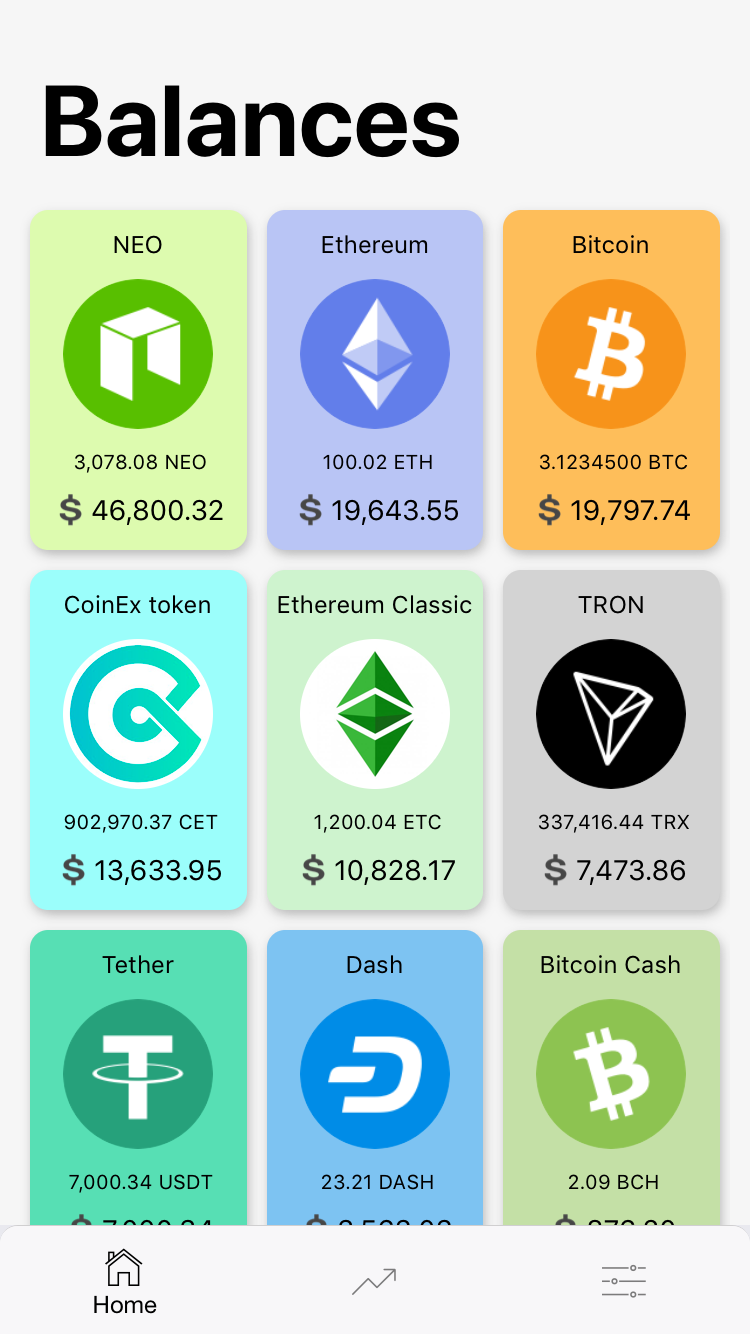 Balances
NEO
3,078.08 NEO
$ 46,800.32
Ethereum
100.02 ETH
$ 19,643.55
Bitcoin
3.1234500 BTC
$ 19,797.74
CoinEx token
902,970.37 CET
$ 13,633.95
Ethereum Classic
1,200.04 ETC
$ 10,828.17
TRON
337,416.44 TRX
$ 7,473.86
Tether
7,000.34 USDT
Dash
23.21 DASH
Bitcoin Cash
2.09 BCH
Home